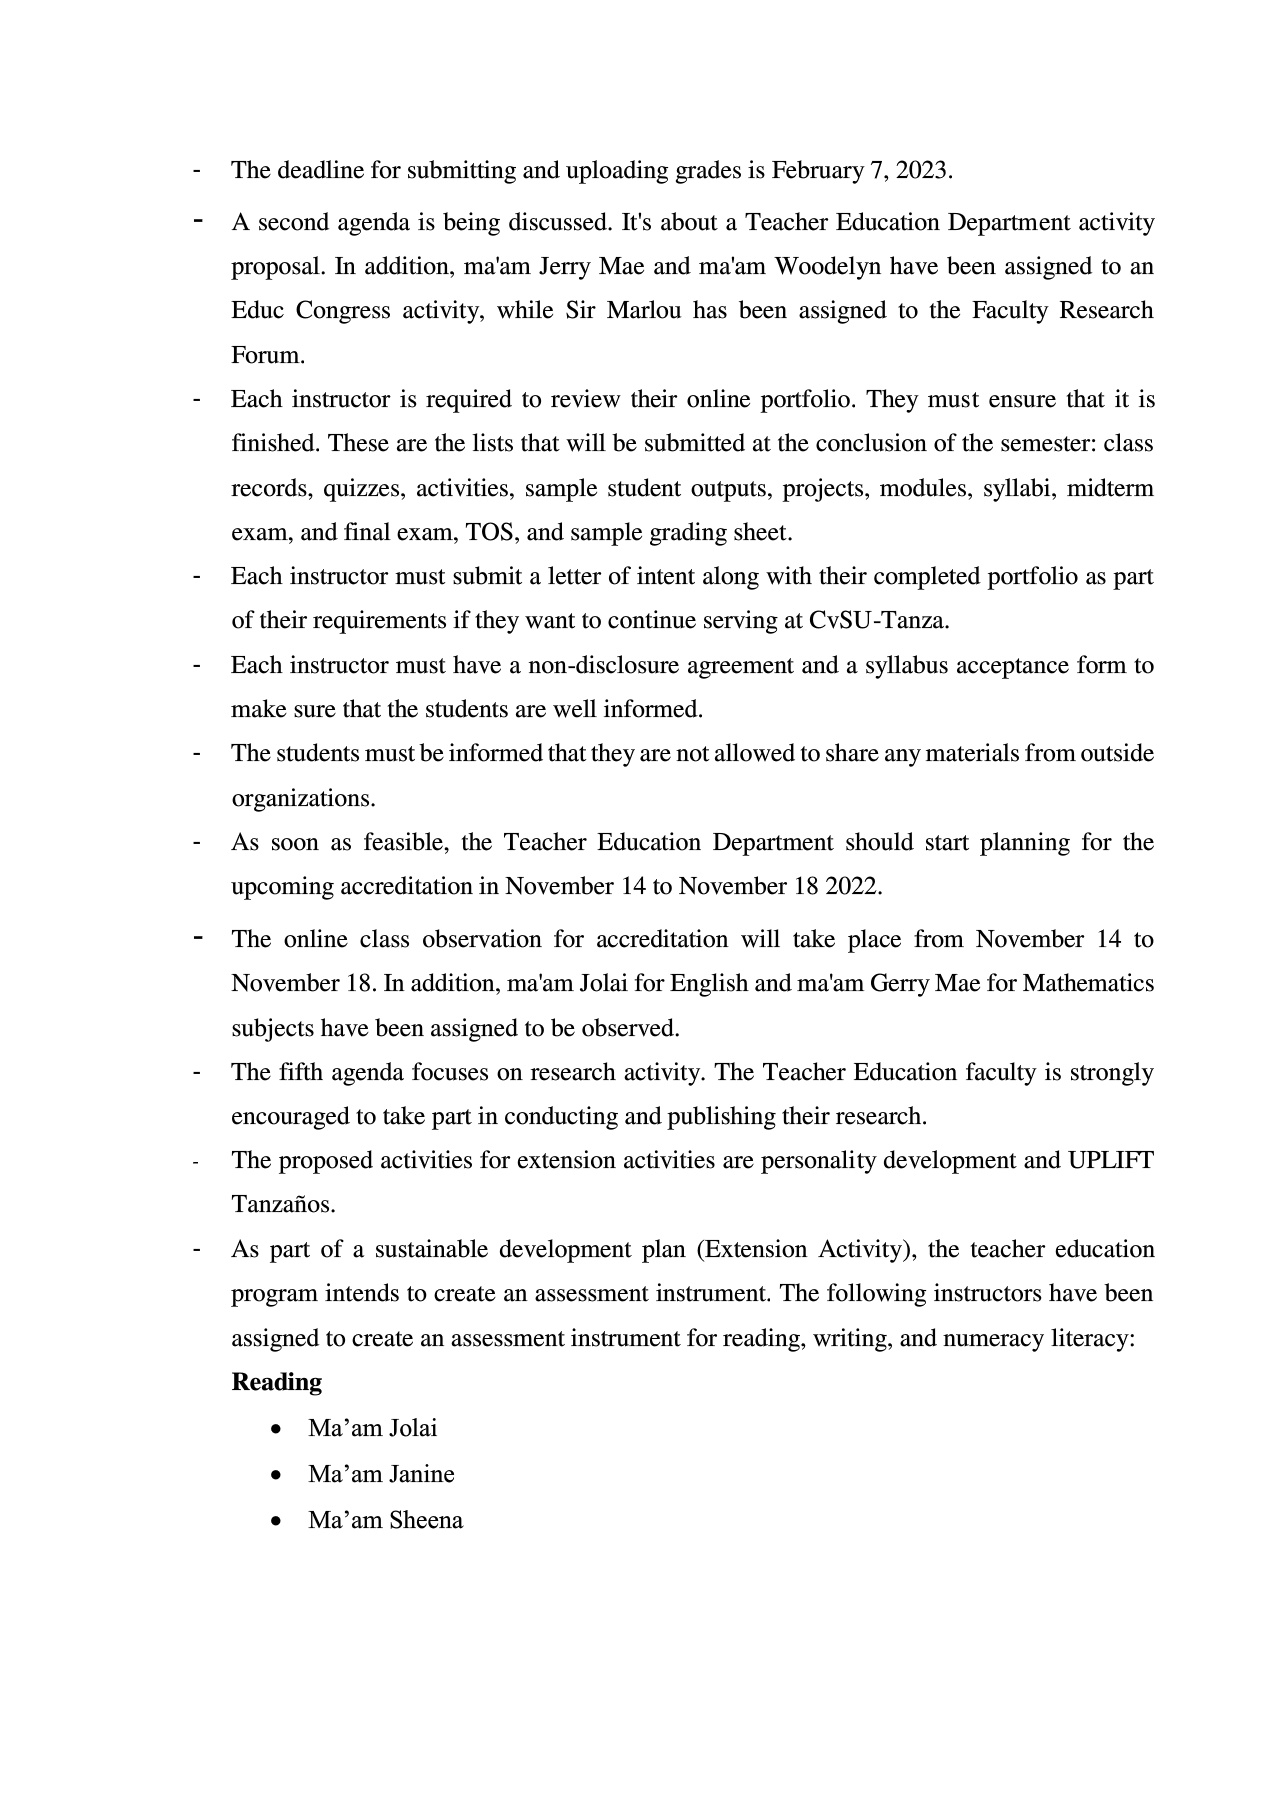 - The deadline for submitting and uploading grades is February 7, 2023.
- A second agenda is being discussed. It's about a Teacher Education Department activity
proposal. In addition, ma'am Jerry Mae and ma'am Woodelyn have been assigned to an
Educ Congress activity, while Sir Marlou has been assigned to the Faculty Research
Forum.
- Each instructor is required to review their online portfolio. They must ensure that it is
finished. These are the lists that will be submitted at the conclusion of the semester: class
records, quizzes, activities, sample student outputs, projects, modules, syllabi, midterm
exam, and final exam, TOS, and sample grading sheet.
- Each instructor must submit a letter of intent along with their completed portfolio as part
of their requirements if they want to continue serving at CvSU-Tanza.
- Each instructor must have a non-disclosure agreement and a syllabus acceptance form to
make sure that the students are well informed.
- The students must be informed that they are not allowed to share any materials from outside
organizations.
- As soon as feasible, the Teacher Education Department should start planning for the
upcoming accreditation in November 14 to November 18 2022.
- The online class observation for accreditation will take place from November 14 to
November 18. In addition, ma'am Jolai for English and ma'am Gerry Mae for Mathematics
subjects have been assigned to be observed.
- The fifth agenda focuses on research activity. The Teacher Education faculty is strongly
encouraged to take part in conducting and publishing their research.
- The proposed activities for extension activities are personality development and UPLIFT
Tanzaños.
- As part of a sustainable development plan (Extension Activity), the teacher education
program intends to create an assessment instrument. The following instructors have been
assigned to create an assessment instrument for reading, writing, and numeracy literacy:
Reading
• Ma’am Jolai
• Ma’am Janine
• Ma’am Sheena